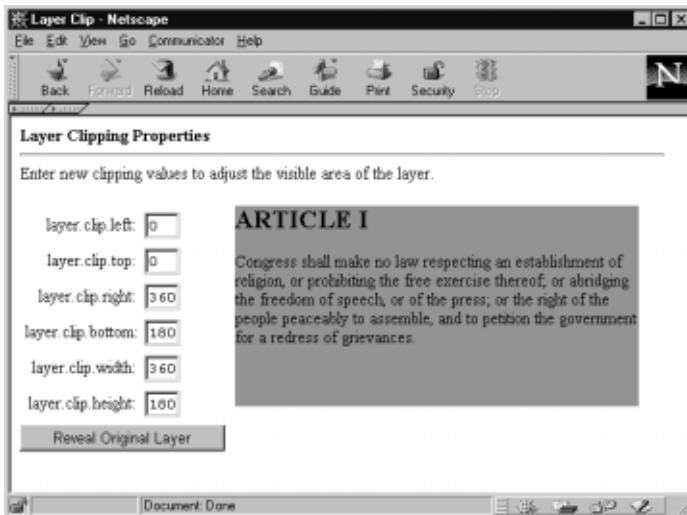 Layer Clip - Netscape
File Edit View Go Communicator Help
Back Forward Reload Home Search Guide Print Security Stop
N
Layer Clipping Properties
Enter new clipping values to adjust the visible area of the layer.
layer.clip.left: 0
layer.clip.top: 0
layer.clip.right: 360
layer.clip.bottom: 180
layer.clip.width: 360
layer.clip.height: 180
Reveal Original Layer
ARTICLE I
Congress shall make no law respecting an establishment of
religion, or prohibiting the free exercise thereof; or abridging
the freedom of speech, or of the press; or the right of the
people peaceably to assemble, and to petition the government
for a redress of grievances.
Document: Done